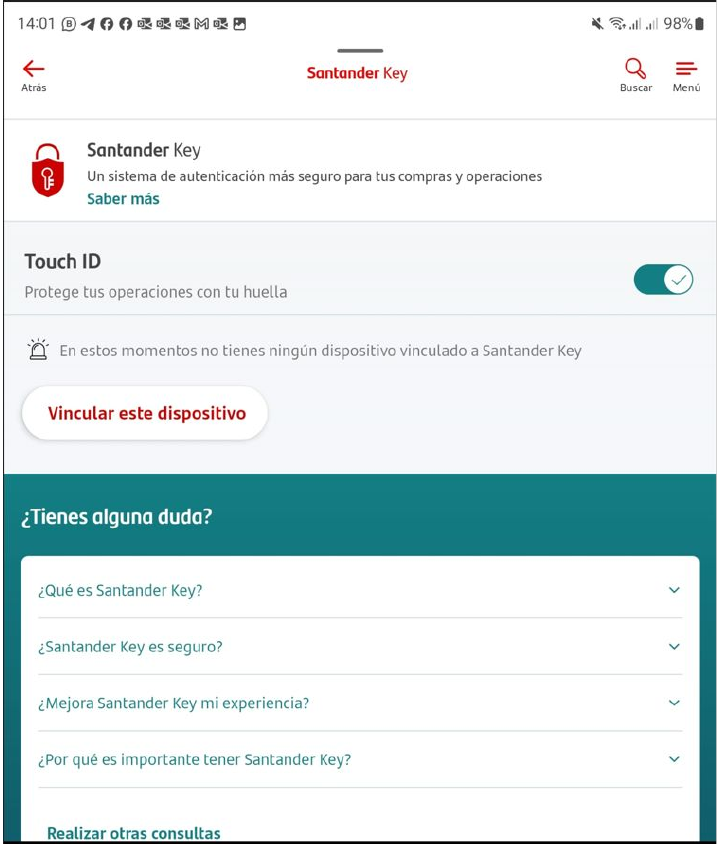 14:01
98%
Atrás
Santander Key
Buscar
Menú
Santander Key
Un sistema de autenticación más seguro para tus compras y operaciones
Saber más
Touch ID
Protege tus operaciones con tu huella
En estos momentos no tienes ningún dispositivo vinculado a Santander Key
Vincular este dispositivo
¿Tienes alguna duda?
¿Qué es Santander Key?
¿Santander Key es seguro?
¿Mejora Santander Key mi experiencia?
¿Por qué es importante tener Santander Key?
Realizar otras consultas